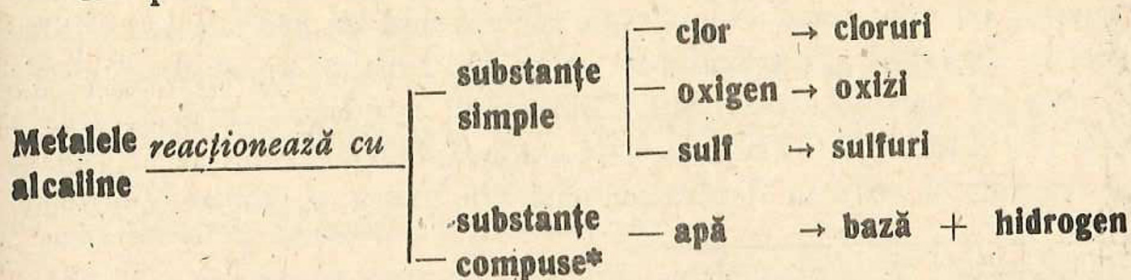 Metalele alcaline reacționează cu
substanțe simple
— clor → cloruri
— oxigen → oxizi
— sulf → sulfuri
substanțe compuse*
— apă → bază + hidrogen